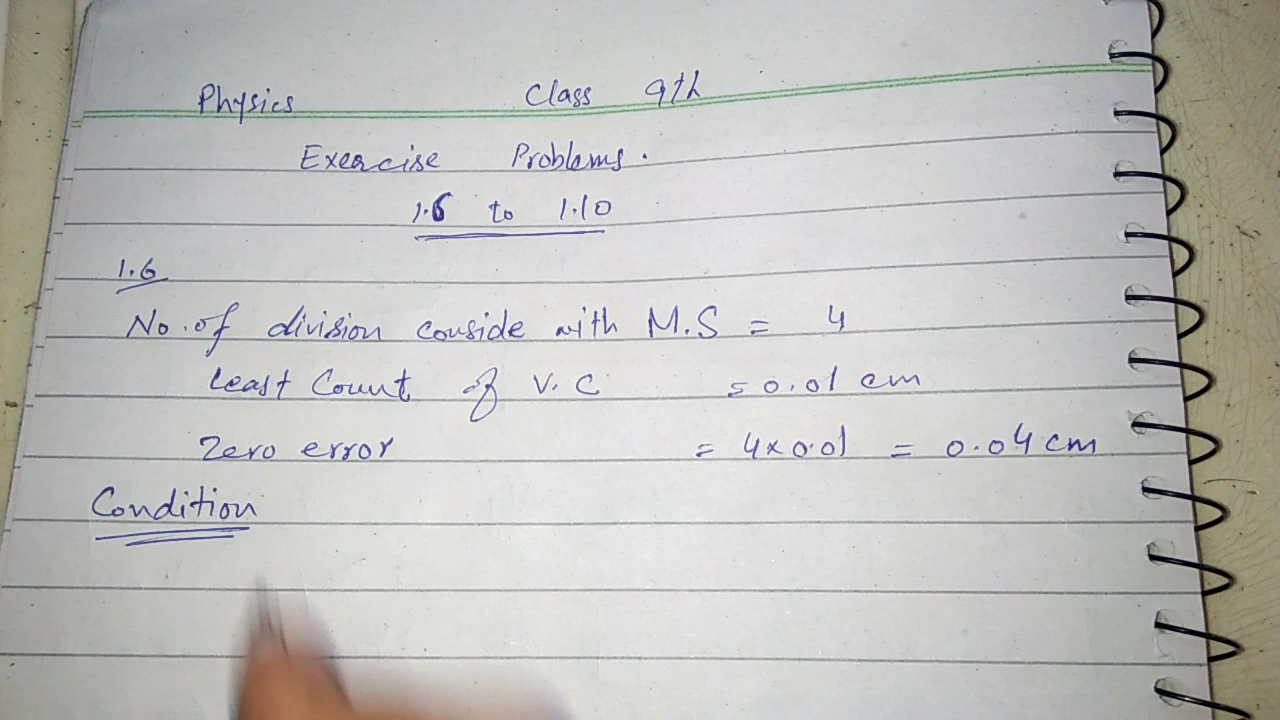 Physics Class 9th
Exercise Problems.
1.6 to 1.10
1.6
No. of division conside with M.S = 4
Least Count of V.C = 0.01 cm
Zero error = 4x0.01 = 0.04 cm
Condition